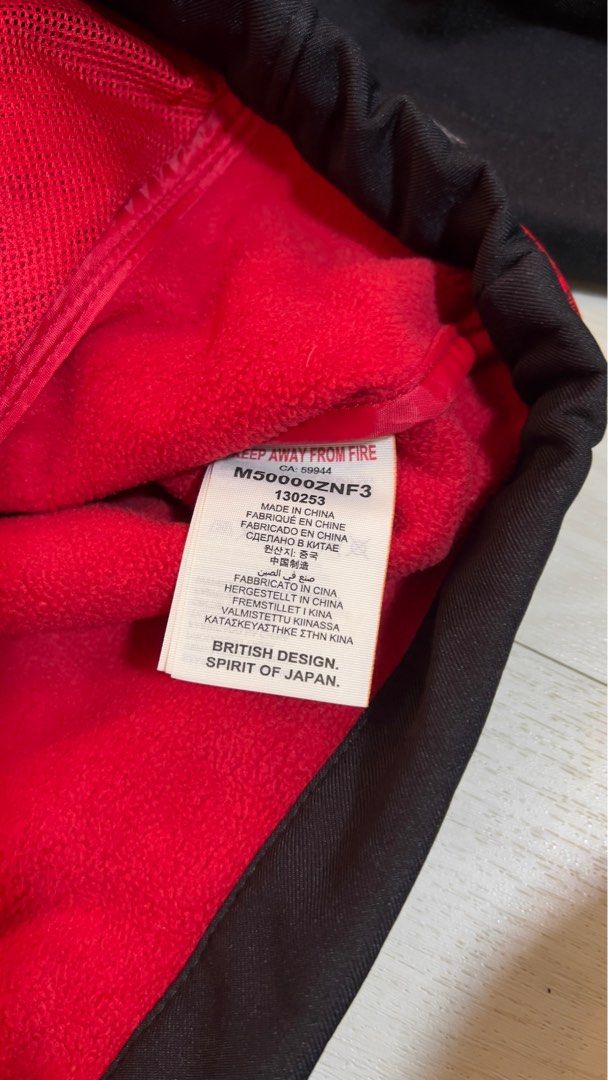 KEEP AWAY FROM FIRE
CA: 59944
M50000ZNF3
130253
MADE IN CHINA
FABRIQUÉ EN CHINE
FABRICADO EN CHINA
СДЕЛАНО В КИТАЕ
원산지: 중국
中国制造
صنع في الصين
FABBRICATO IN CINA
HERGESTELLT IN CHINA
FREMSTILLET I KINA
VALMISTETTU KIINASSA
ΚΑΤΑΣΚΕΥΑΣΤΗΚΕ ΣΤΗΝ ΚΙΝΑ
BRITISH DESIGN.
SPIRIT OF JAPAN.